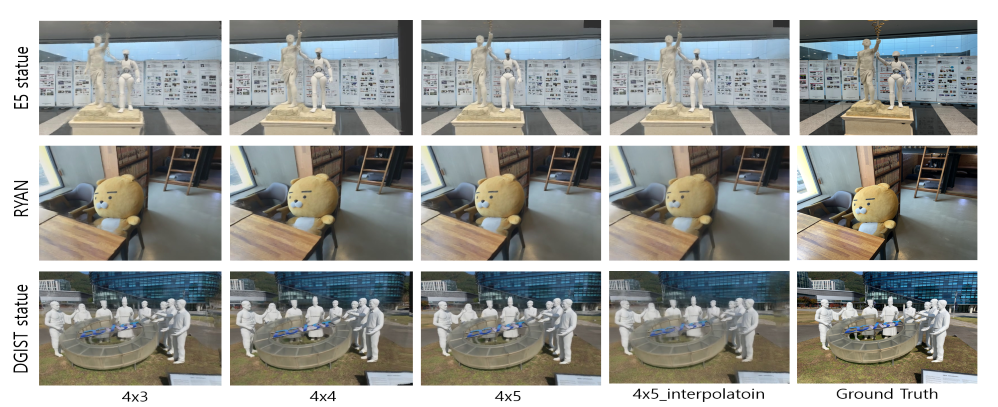 E5 statue
RYAN
DGIST statue
4x3
4x4
4x5
4x5_interpolatoin
Ground Truth